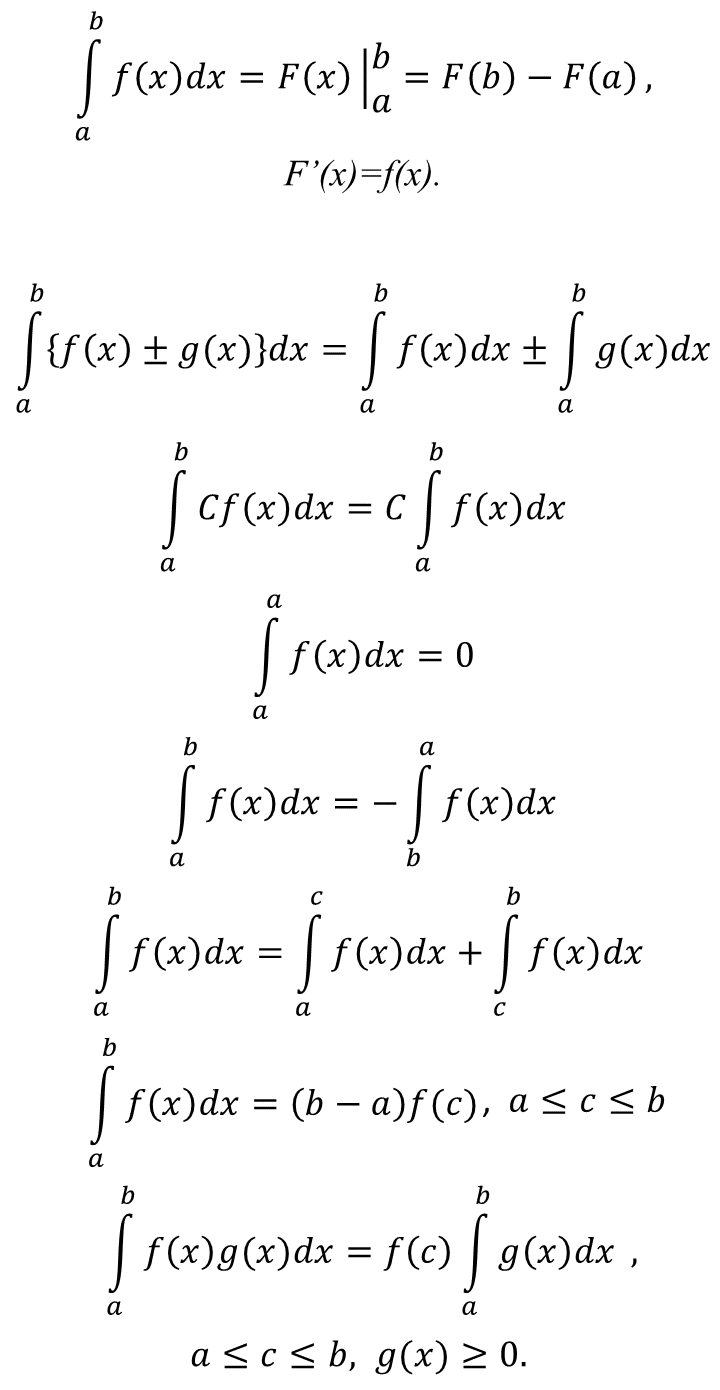 ∫_a^b f(x)dx = F(x) |_a^b = F(b) − F(a) ,
F’(x)=f(x).
∫_a^b {f(x) ± g(x)}dx = ∫_a^b f(x)dx ± ∫_a^b g(x)dx
∫_a^b Cf(x)dx = C ∫_a^b f(x)dx
∫_a^a f(x)dx = 0
∫_a^b f(x)dx = − ∫_b^a f(x)dx
∫_a^b f(x)dx = ∫_a^c f(x)dx + ∫_c^b f(x)dx
∫_a^b f(x)dx = (b − a)f(c), a ≤ c ≤ b
∫_a^b f(x)g(x)dx = f(c) ∫_a^b g(x)dx ,
a ≤ c ≤ b, g(x) ≥ 0.